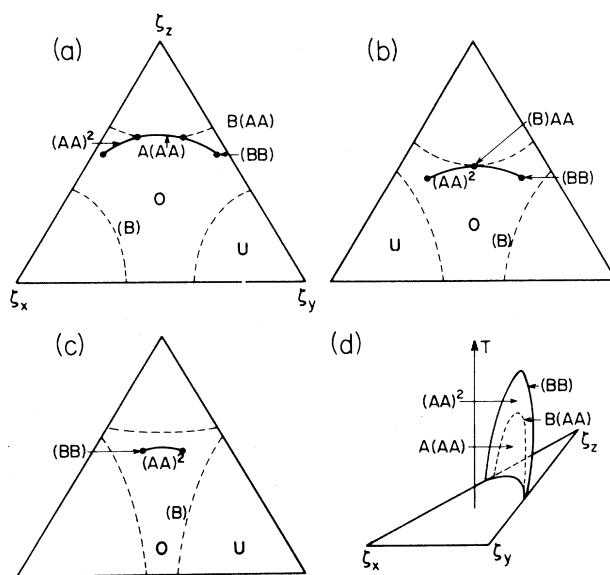 (a)
ζz
(AA)²
A(AA)
B(AA)
(BB)
O
(B)
U
ζx
ζy
(b)
(B)AA
(AA)²
(BB)
U
O
(B)
(c)
(BB)
(AA)²
(B)
O
U
(d)
T
(BB)
(AA)²
B(AA)
A(AA)
ζz
ζx
ζy